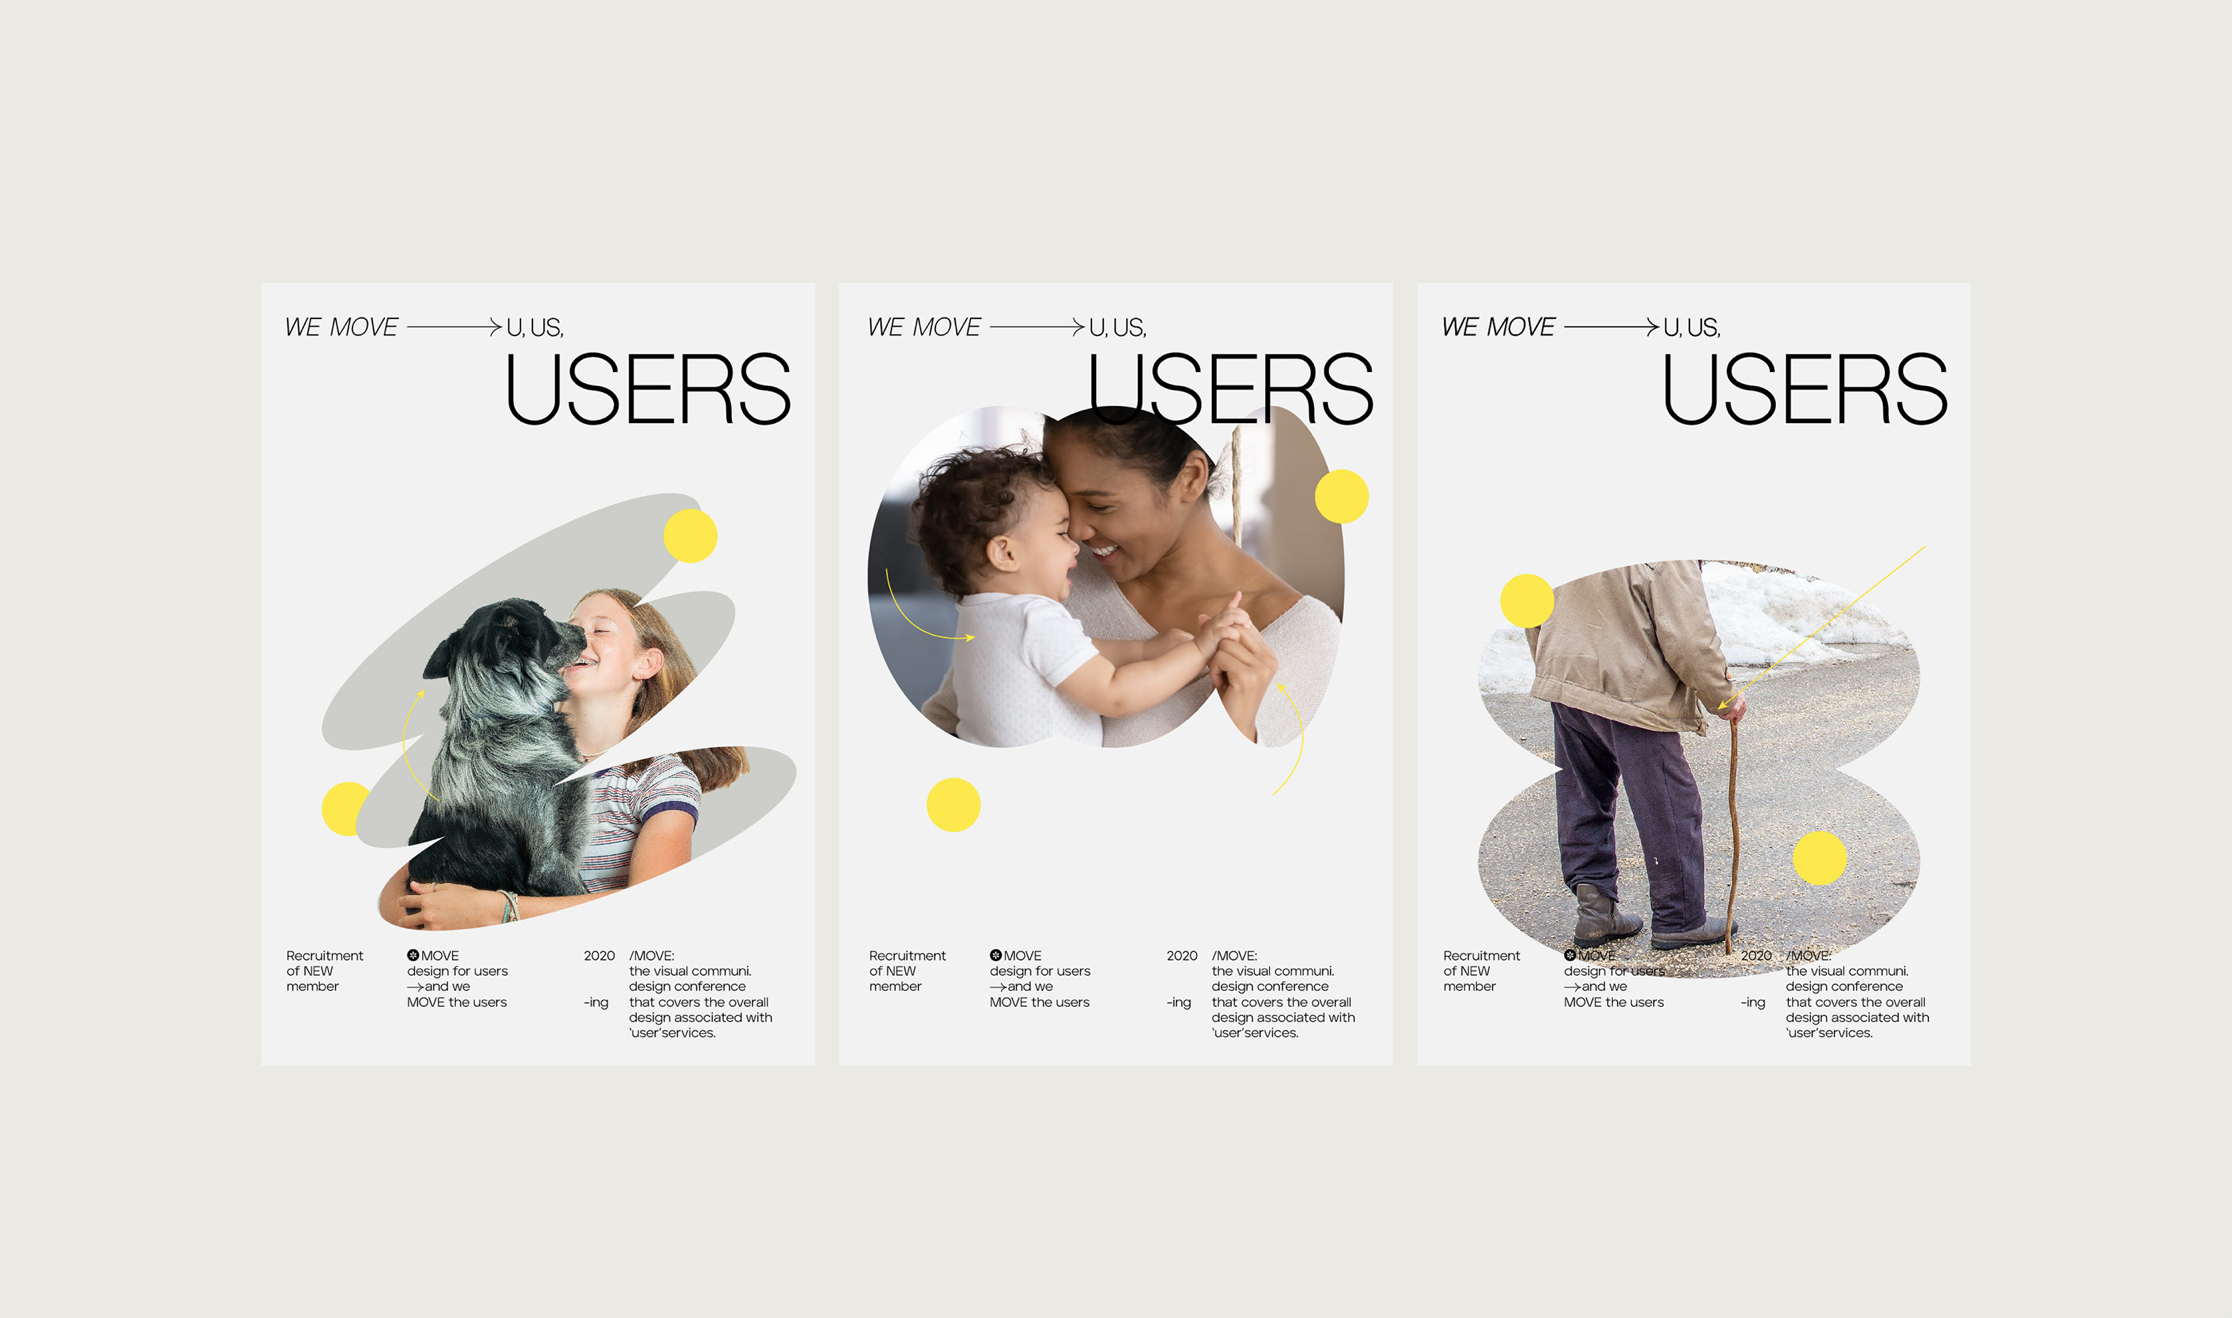 WE MOVE → U, US,
USERS
Recruitment
of NEW
member
MOVE
design for users
→and we
MOVE the users
2020
-ing
/MOVE:
the visual communi.
design conference
that covers the overall
design associated with
'user'services.
WE MOVE → U, US,
USERS
Recruitment
of NEW
member
MOVE
design for users
→and we
MOVE the users
2020
-ing
/MOVE:
the visual communi.
design conference
that covers the overall
design associated with
'user'services.
WE MOVE → U, US,
USERS
Recruitment
of NEW
member
MOVE
design for users
→and we
MOVE the users
2020
-ing
/MOVE:
the visual communi.
design conference
that covers the overall
design associated with
'user'services.